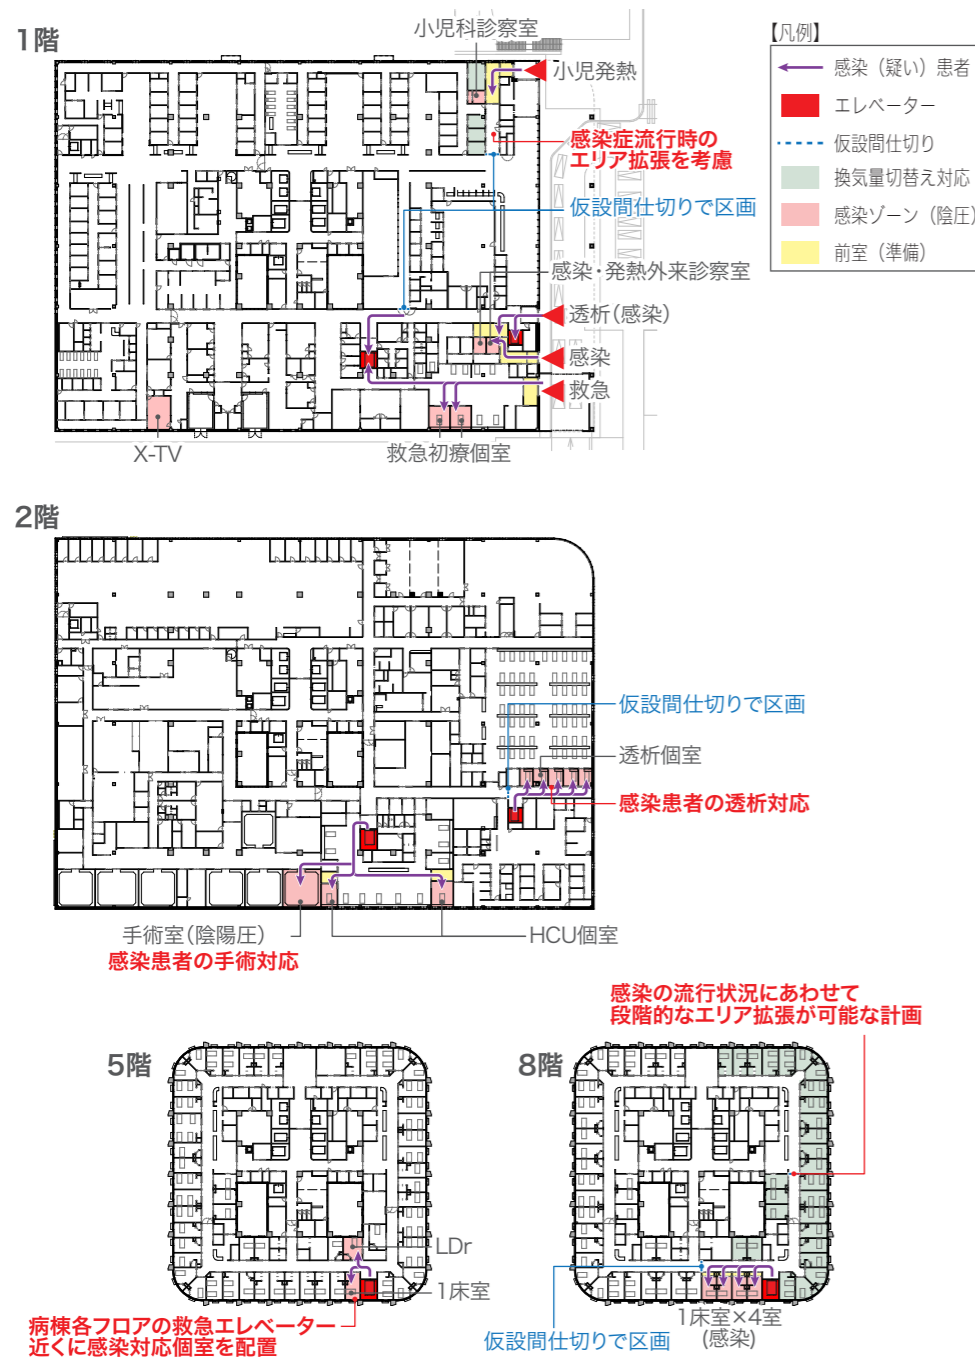 1階
小児科診察室
小児発熱
感染症流行時の
エリア拡張を考慮
仮設間仕切りで区画
感染・発熱外来診察室
透析(感染)
感染
救急
X-TV
救急初療個室
【凡例】
感染（疑い）患者
エレベーター
仮設間仕切り
換気量切替え対応
感染ゾーン（陰圧）
前室（準備）
2階
仮設間仕切りで区画
透析個室
感染患者の透析対応
手術室(陰陽圧)
感染患者の手術対応
HCU個室
5階
LDr
1床室
病棟各フロアの救急エレベーター
近くに感染対応個室を配置
8階
感染の流行状況にあわせて
段階的なエリア拡張が可能な計画
1床室×4室
(感染)
仮設間仕切りで区画